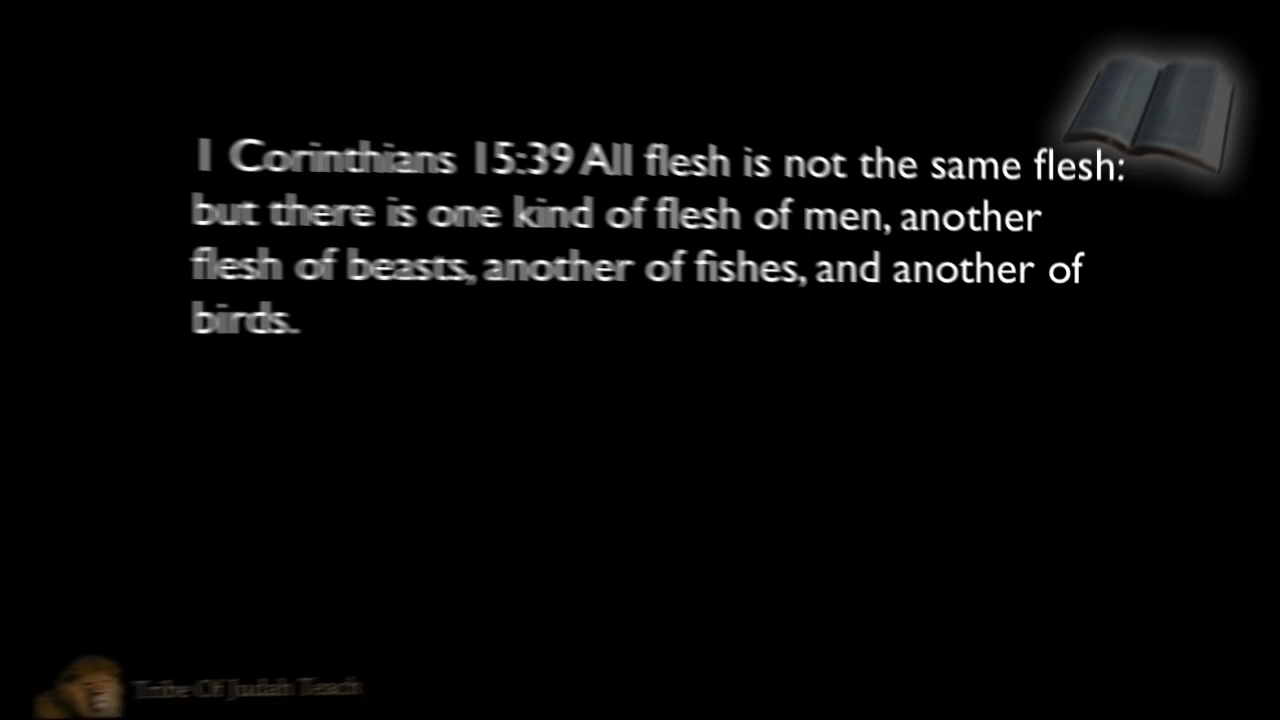 1 Corinthians 15:39 All flesh is not the same flesh:
but there is one kind of flesh of men, another
flesh of beasts, another of fishes, and another of
birds.
Tribe Of Judah Teach